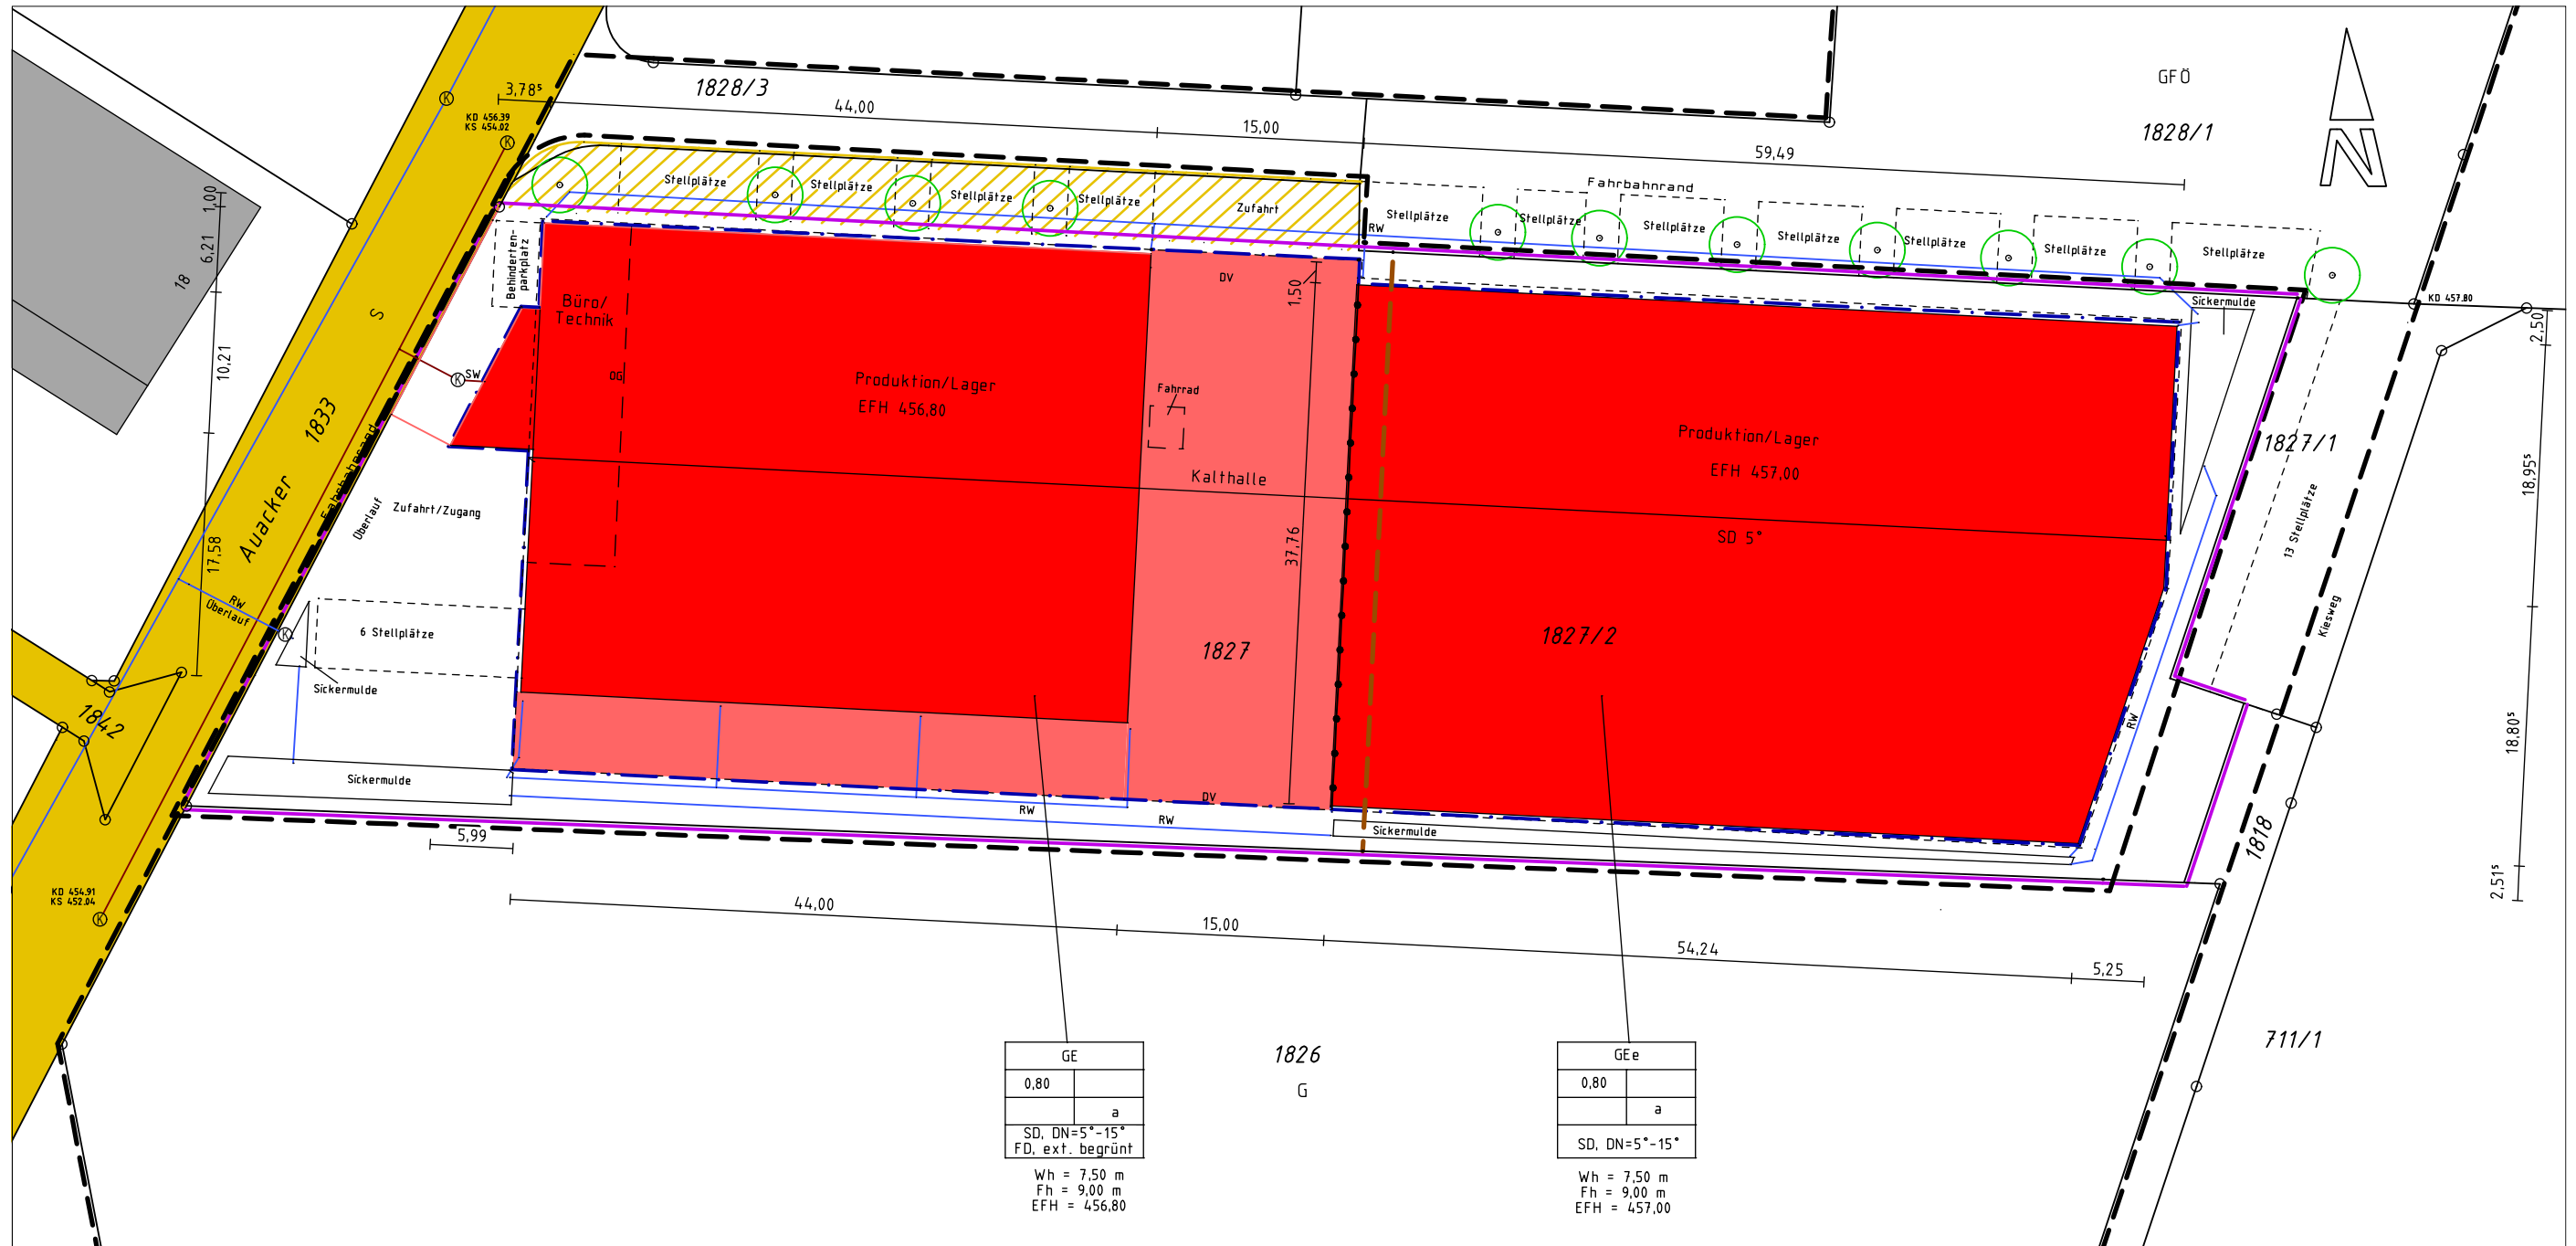 3,78⁵
1828/3
44,00
15,00
59,49
GFÖ
1828/1
N
KD 456.39
KS 454.02
K
K
Fahrbahnrand
Stellplätze
Stellplätze
Stellplätze
Stellplätze
Zufahrt
Stellplätze
Stellplätze
Stellplätze
Stellplätze
Stellplätze
Stellplätze
Stellplätze
RW
1,00
6,21
18
10,21
17,58
S
Behinderten-
parkplatz
Büro/
Technik
OG
DV
1,50
Sickermulde
KD 457.80
2,50
K
SW
Produktion/Lager
EFH 456,80
Fahrrad
Kalthalle
37,76
Produktion/Lager
EFH 457,00
SD 5°
1827/1
18,95⁵
13 Stellplätze
Kiesweg
Auacker
1833
Fahrbahnrand
Überlauf
Zufahrt/Zugang
RW
Überlauf
K
6 Stellplätze
Sickermulde
1827
1827/2
1842
RW
18,80⁵
Sickermulde
DV
RW
RW
Sickermulde
5,99
1818
2,51⁵
KD 454.91
KS 452.04
K
44,00
15,00
54,24
5,25
1826
G
711/1
GE
0,80
a
SD, DN=5°-15°
FD, ext. begrünt
Wh = 7,50 m
Fh = 9,00 m
EFH = 456,80
GEe
0,80
a
SD, DN=5°-15°
Wh = 7,50 m
Fh = 9,00 m
EFH = 457,00